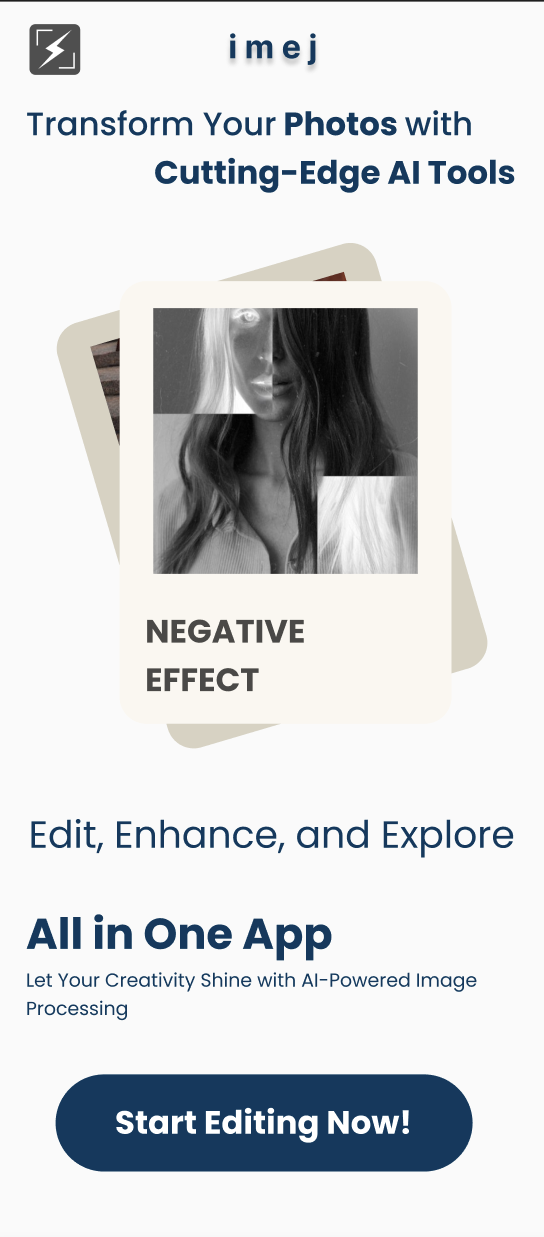 imej
Transform Your Photos with
Cutting-Edge AI Tools
NEGATIVE
EFFECT
Edit, Enhance, and Explore
All in One App
Let Your Creativity Shine with AI-Powered Image
Processing
Start Editing Now!